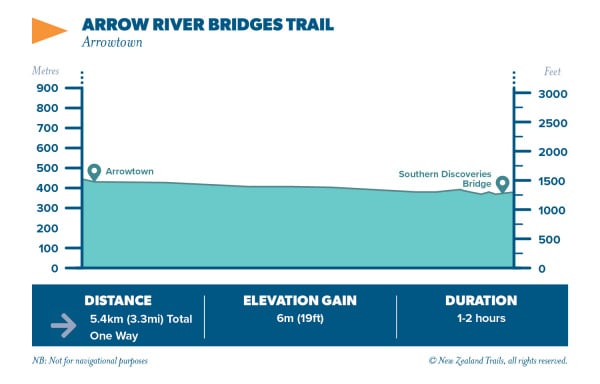 ARROW RIVER BRIDGES TRAIL
Arrowtown
Metres
Feet
900
800
700
600
500
400
300
200
100
0
3000
2500
2000
1500
1000
500
0
Arrowtown
Southern Discoveries
Bridge
DISTANCE
5.4km (3.3mi) Total
One Way
ELEVATION GAIN
6m (19ft)
DURATION
1-2 hours
NB: Not for navigational purposes
© New Zealand Trails, all rights reserved.